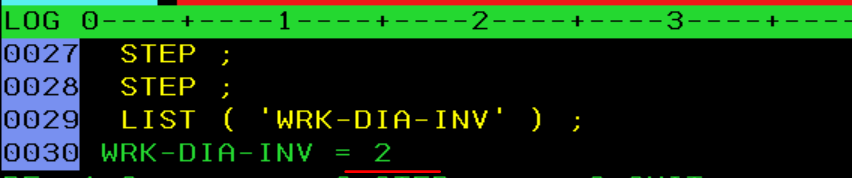 LOG 0----+----1----+----2----+----3----+----
0027  STEP ;
0028  STEP ;
0029  LIST ( 'WRK-DIA-INV' ) ;
0030 WRK-DIA-INV = 2